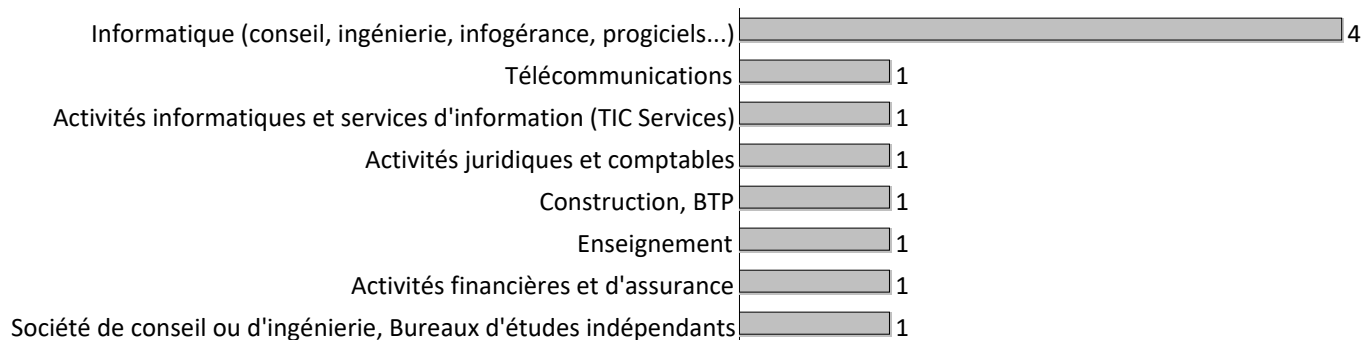 Informatique (conseil, ingénierie, infogérance, progiciels...) 4
Télécommunications 1
Activités informatiques et services d'information (TIC Services) 1
Activités juridiques et comptables 1
Construction, BTP 1
Enseignement 1
Activités financières et d'assurance 1
Société de conseil ou d'ingénierie, Bureaux d'études indépendants 1